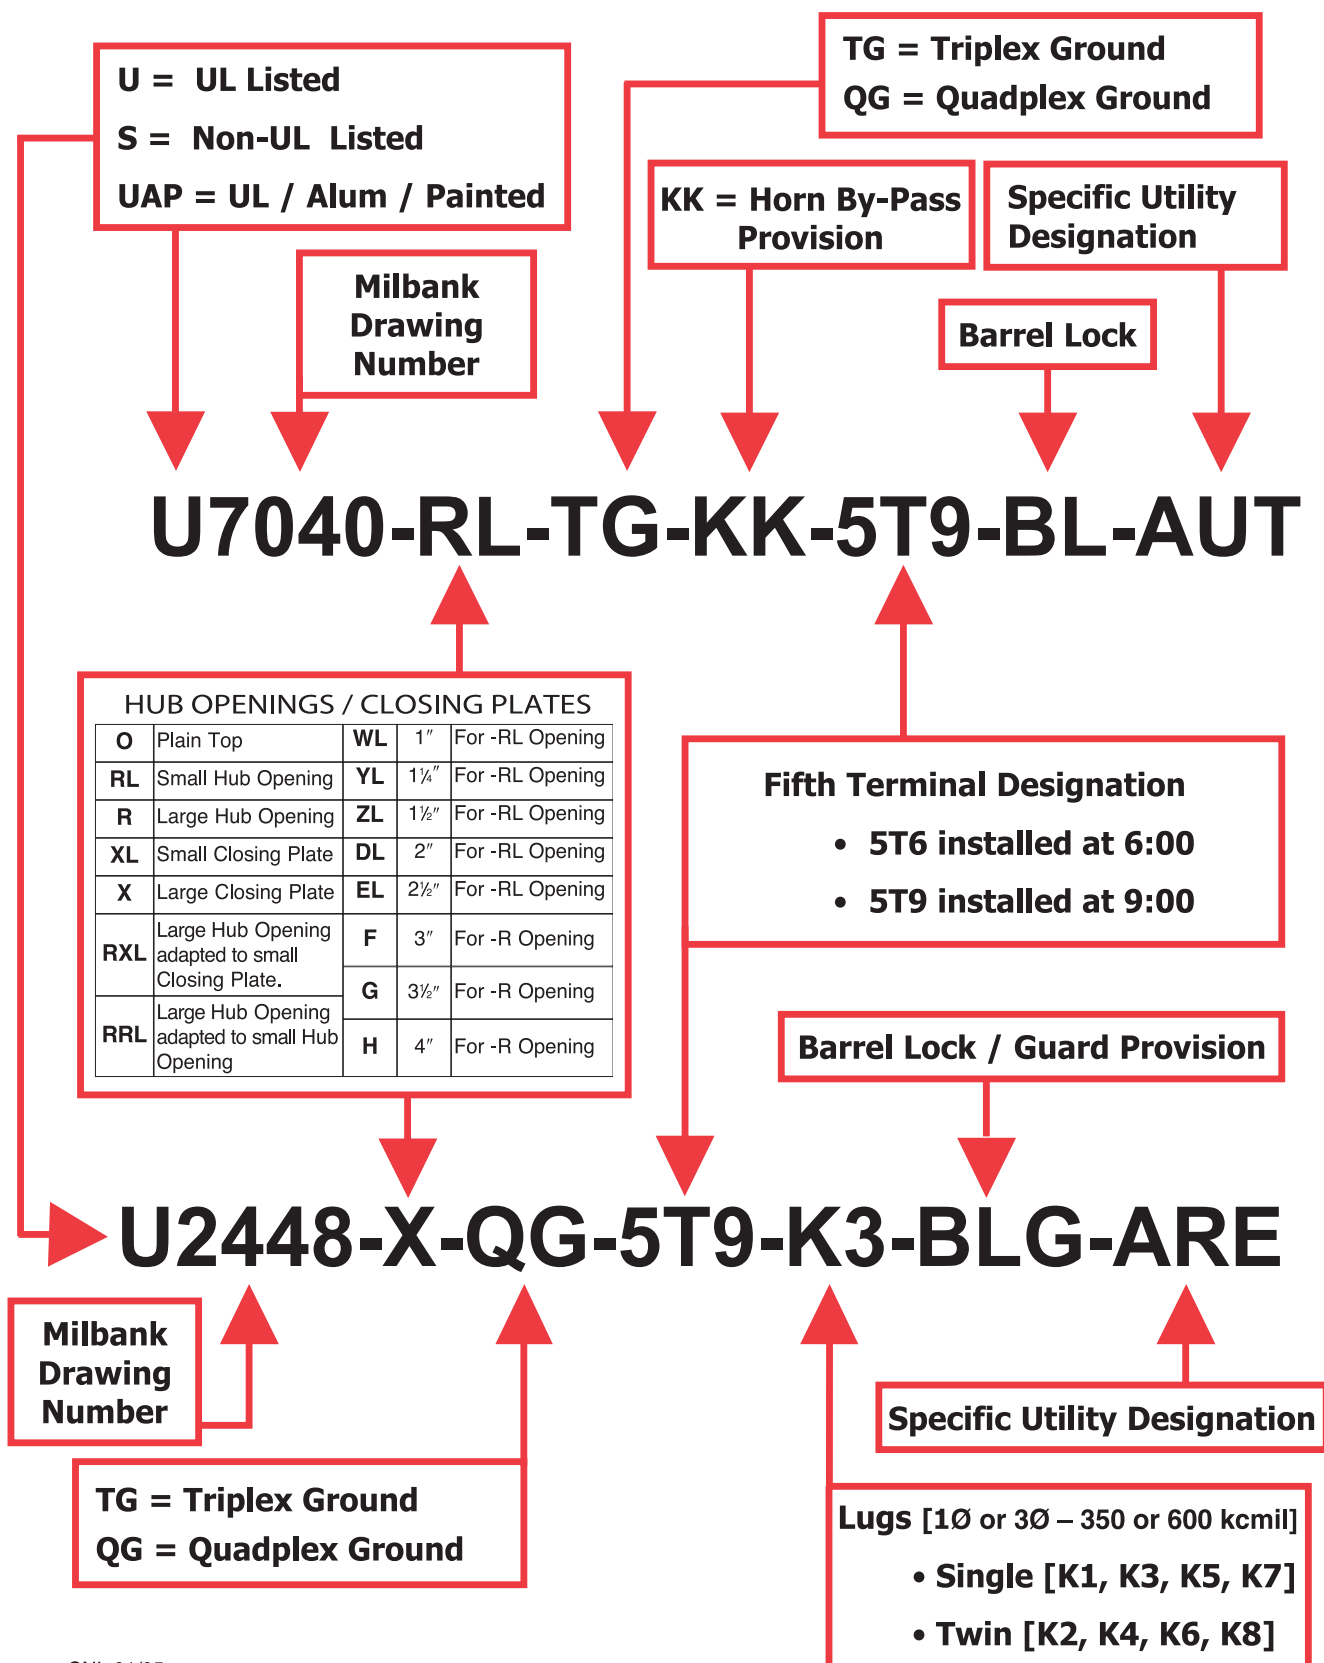 U = UL Listed
S = Non-UL Listed
UAP = UL / Alum / Painted
TG = Triplex Ground
QG = Quadplex Ground
KK = Horn By-Pass
Provision
Specific Utility
Designation
Milbank
Drawing
Number
Barrel Lock
U7040-RL-TG-KK-5T9-BL-AUT
HUB OPENINGS / CLOSING PLATES
O Plain Top WL 1″ For -RL Opening
RL Small Hub Opening YL 1¼″ For -RL Opening
R Large Hub Opening ZL 1½″ For -RL Opening
XL Small Closing Plate DL 2″ For -RL Opening
X Large Closing Plate EL 2½″ For -RL Opening
RXL Large Hub Opening
adapted to small
Closing Plate.
F 3″ For -R Opening
G 3½″ For -R Opening
RRL Large Hub Opening
adapted to small Hub
Opening
H 4″ For -R Opening
Fifth Terminal Designation
• 5T6 installed at 6:00
• 5T9 installed at 9:00
Barrel Lock / Guard Provision
U2448-X-QG-5T9-K3-BLG-ARE
Milbank
Drawing
Number
Specific Utility Designation
TG = Triplex Ground
QG = Quadplex Ground
Lugs [1Ø or 3Ø – 350 or 600 kcmil]
• Single [K1, K3, K5, K7]
• Twin [K2, K4, K6, K8]